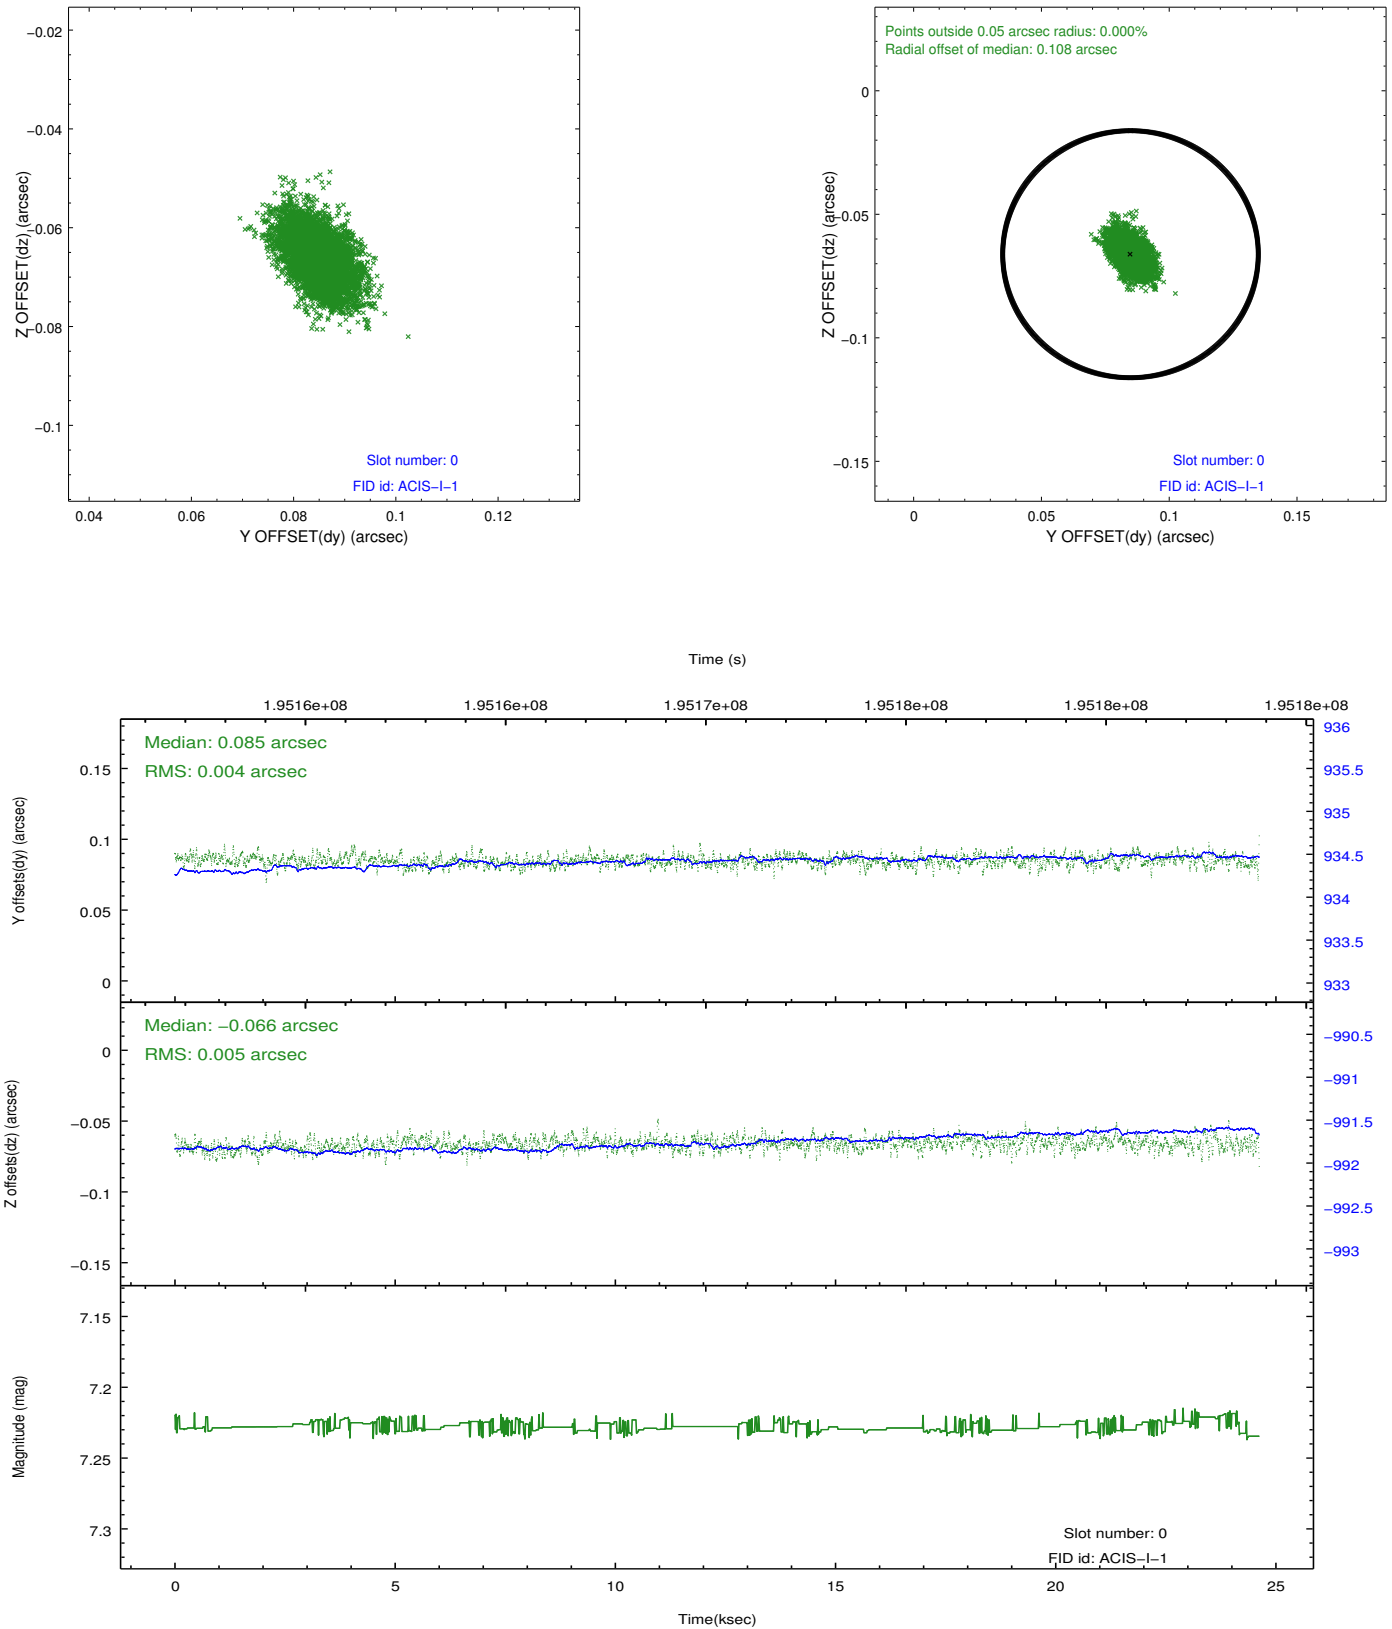 −0.02
−0.04
−0.06
−0.08
−0.1
Z OFFSET(dz) (arcsec)
Slot number: 0
FID id: ACIS−I−1
0.04 0.06 0.08 0.1 0.12
Y OFFSET(dy) (arcsec)
Points outside 0.05 arcsec radius: 0.000%
Radial offset of median: 0.108 arcsec
0
−0.05
−0.1
−0.15
Z OFFSET(dz) (arcsec)
Slot number: 0
FID id: ACIS−I−1
0 0.05 0.1 0.15
Y OFFSET(dy) (arcsec)
Time (s)
1.9516e+08 1.9516e+08 1.9517e+08 1.9518e+08 1.9518e+08 1.9518e+08
Median: 0.085 arcsec
RMS: 0.004 arcsec
0.15
0.1
0.05
0
Y offsets(dy) (arcsec)
936
935.5
935
934.5
934
933.5
933
Median: −0.066 arcsec
RMS: 0.005 arcsec
0
−0.05
−0.1
−0.15
Z offsets(dz) (arcsec)
−990.5
−991
−991.5
−992
−992.5
−993
7.15
7.2
7.25
7.3
Magnitude (mag)
Slot number: 0
FID id: ACIS−I−1
0 5 10 15 20 25
Time(ksec)